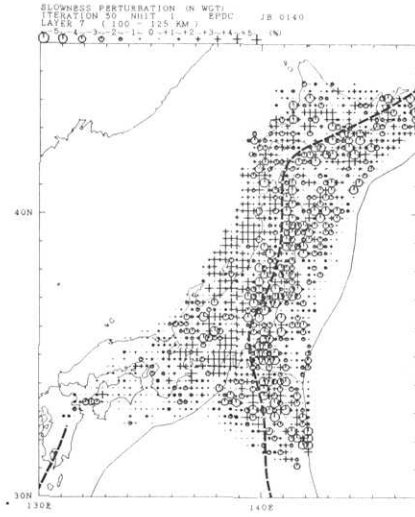 SLOWNESS PERTURBATION (N WGT)
ITERATION 50 NHIT 1 EPDC JB 0140
LAYER 7 ( 100 - 125 KM)
-5 -4 -3 -2 -1 0 +1 +2 +3 +4 +5 (%)
40N
30N
130E
140E